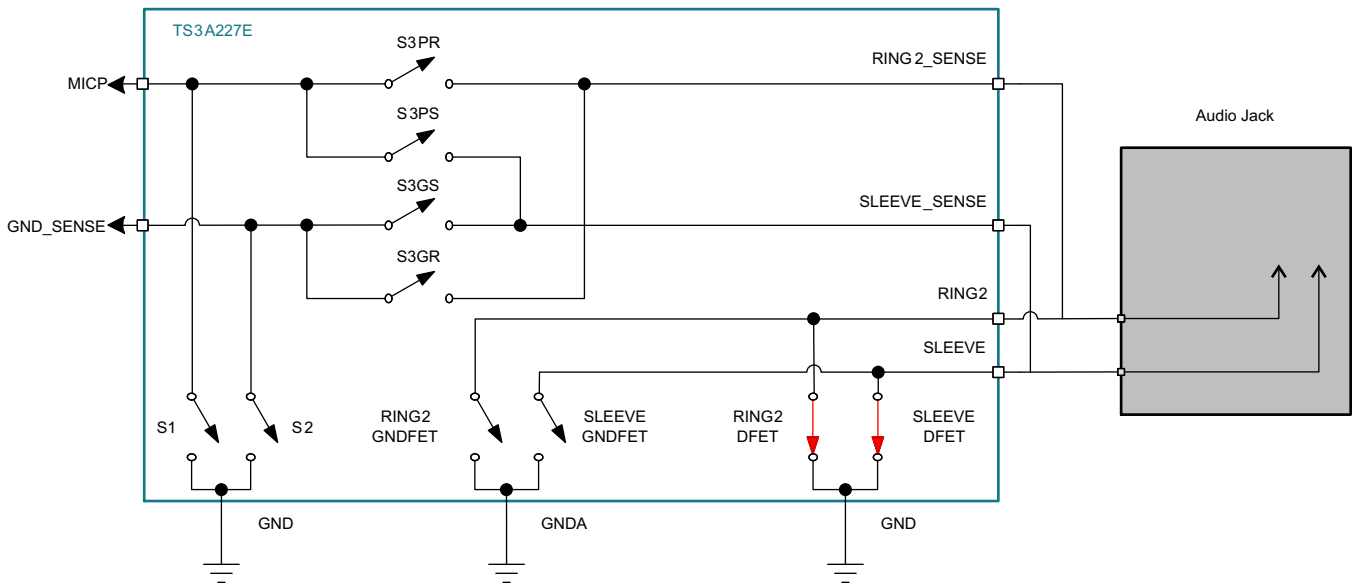 TS3A227E
S3PR
RING2_SENSE
MICP
Audio Jack
S3PS
S3GS
SLEEVE_SENSE
GND_SENSE
S3GR
RING2
SLEEVE
S1
S2
RING2
GNDFET
SLEEVE
GNDFET
RING2
DFET
SLEEVE
DFET
GND
GNDA
GND